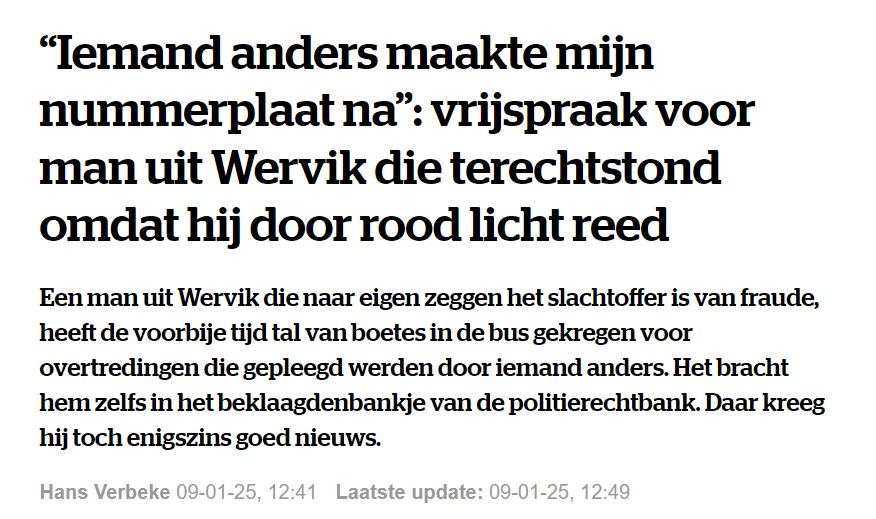 “Iemand anders maakte mijn
nummerplaat na”: vrijspraak voor
man uit Wervik die terechtstond
omdat hij door rood licht reed
Een man uit Wervik die naar eigen zeggen het slachtoffer is van fraude,
heeft de voorbije tijd tal van boetes in de bus gekregen voor
overtredingen die gepleegd werden door iemand anders. Het bracht
hem zelfs in het beklaagdenbankje van de politierechtbank. Daar kreeg
hij toch enigszins goed nieuws.
Hans Verbeke 09-01-25, 12:41 Laatste update: 09-01-25, 12:49